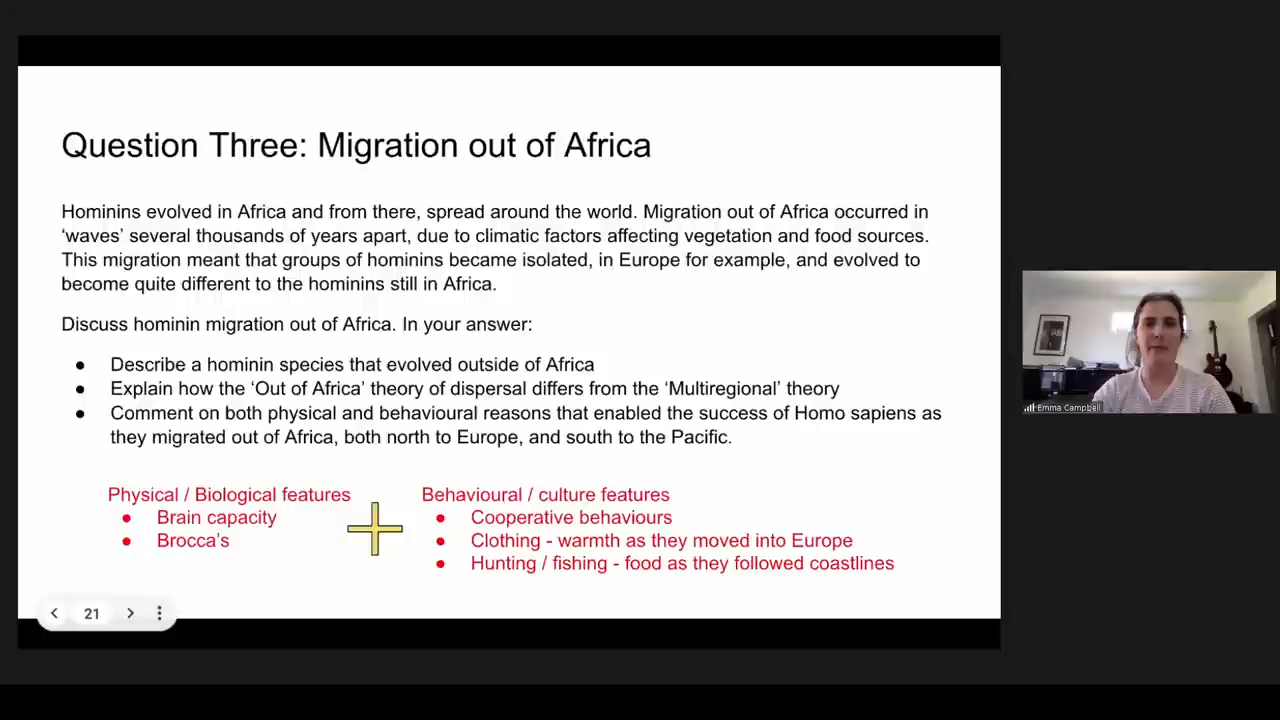 Question Three: Migration out of Africa
Hominins evolved in Africa and from there, spread around the world. Migration out of Africa occurred in
‘waves’ several thousands of years apart, due to climatic factors affecting vegetation and food sources.
This migration meant that groups of hominins became isolated, in Europe for example, and evolved to
become quite different to the hominins still in Africa.
Discuss hominin migration out of Africa. In your answer:
● Describe a hominin species that evolved outside of Africa
● Explain how the ‘Out of Africa’ theory of dispersal differs from the ‘Multiregional’ theory
● Comment on both physical and behavioural reasons that enabled the success of Homo sapiens as
they migrated out of Africa, both north to Europe, and south to the Pacific.
Physical / Biological features
● Brain capacity
● Brocca's
Behavioural / culture features
● Cooperative behaviours
● Clothing - warmth as they moved into Europe
● Hunting / fishing - food as they followed coastlines
21
Emma Campbell